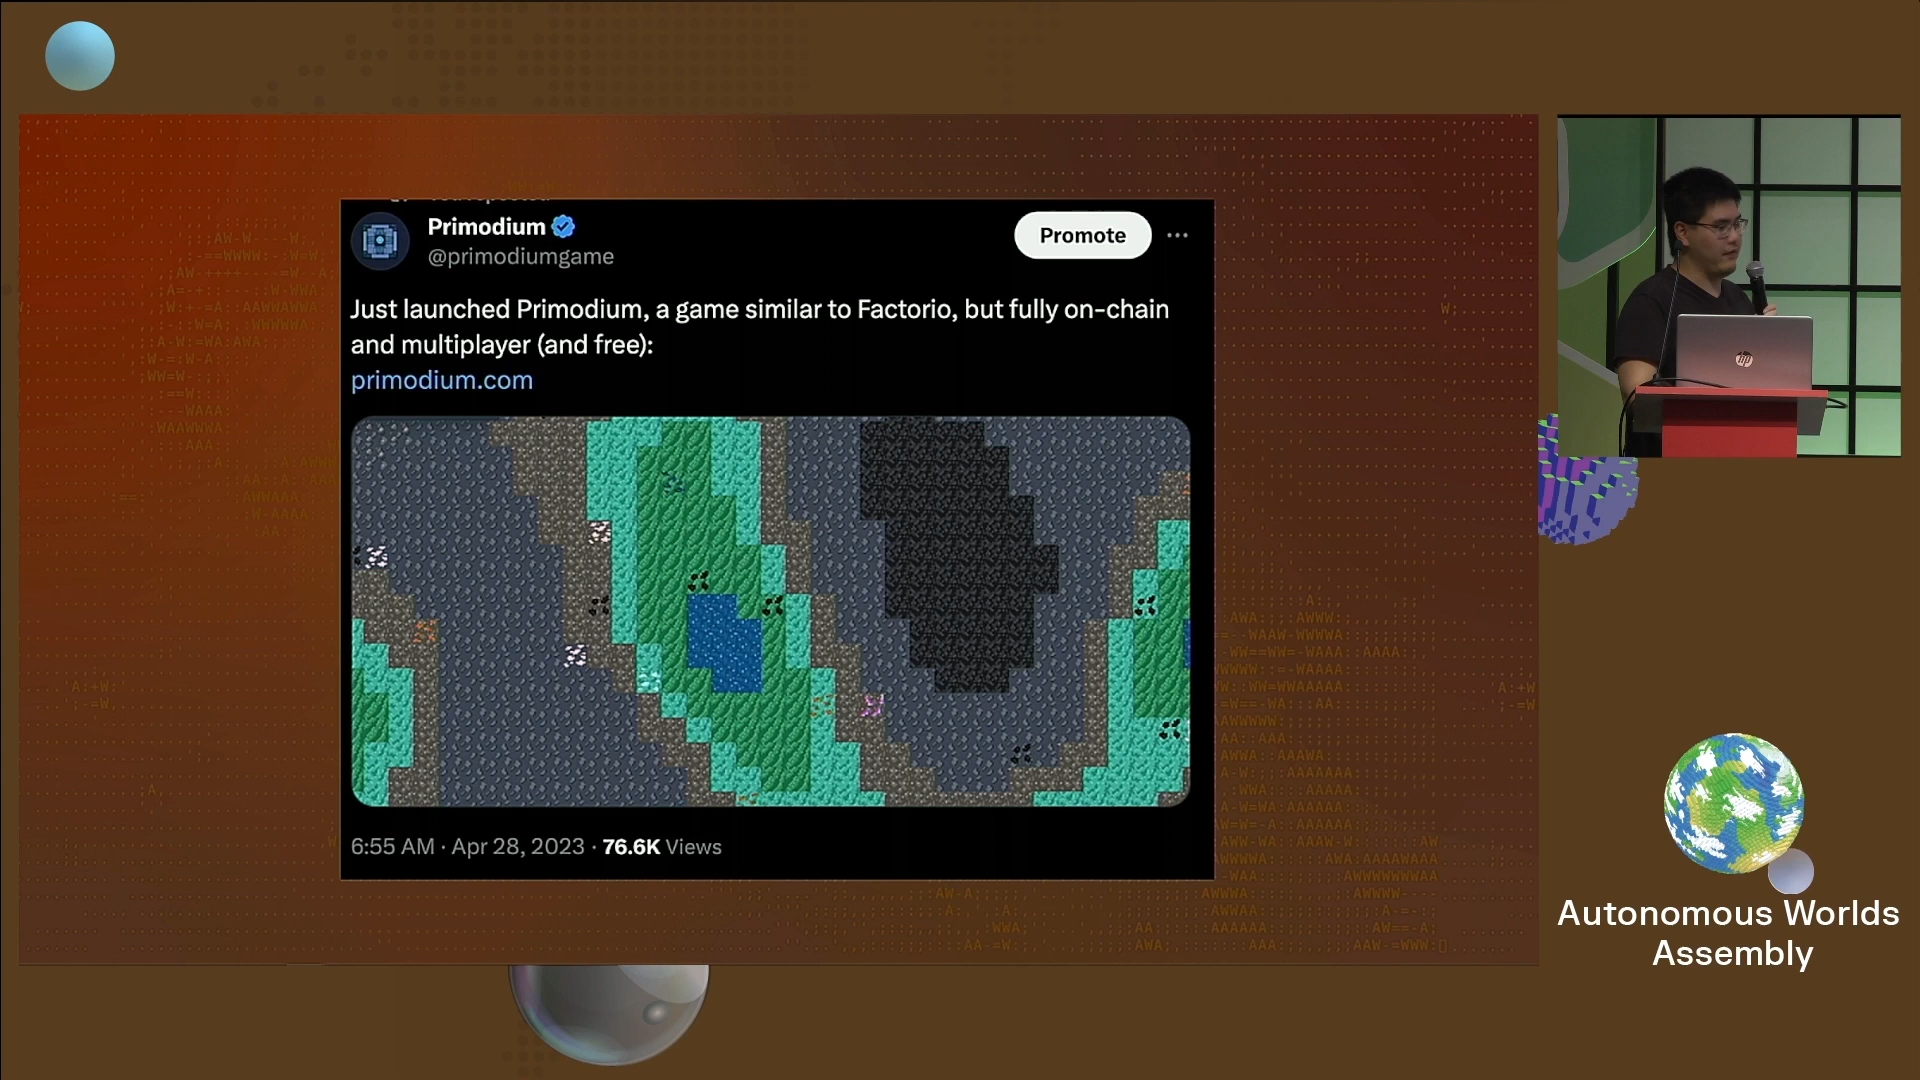 Primodium
@primodiumgame
Promote
Just launched Primodium, a game similar to Factorio, but fully on-chain
and multiplayer (and free):
primodium.com
6:55 AM · Apr 28, 2023 · 76.6K Views
hp
Autonomous Worlds
Assembly